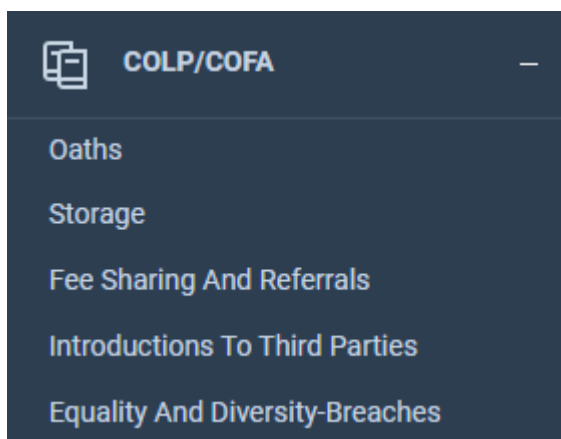 COLP/COFA
Oaths
Storage
Fee Sharing And Referrals
Introductions To Third Parties
Equality And Diversity-Breaches